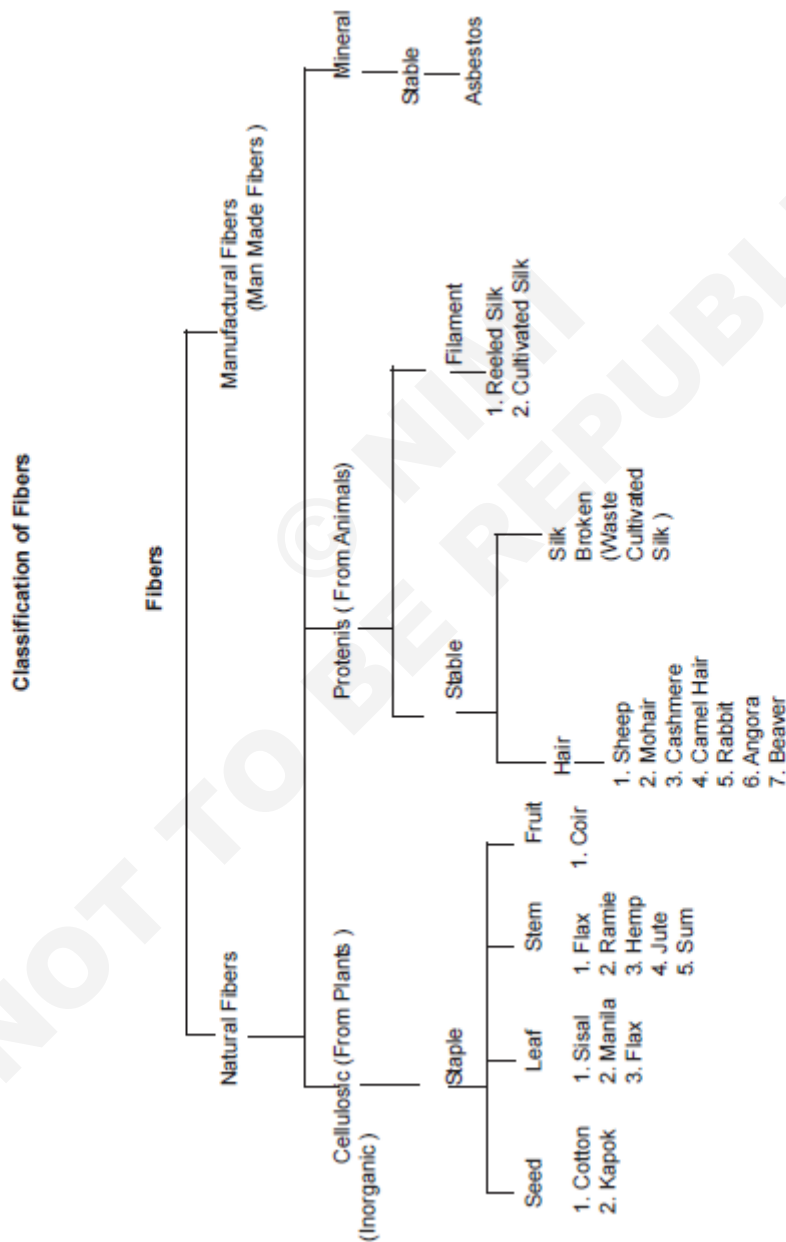 Classification of Fibers
Fibers
Natural Fibers
Manufactural Fibers
(Man Made Fibers )
Cellulosic (From Plants )
(Inorganic )
Protenis ( From Animals)
Mineral
Staple
Stable
Filament
Stable
Seed
Leaf
Stem
Fruit
Hair
Silk
Broken
(Waste
Cultivated
Silk )
1. Reeled Silk
2. Cultivated Silk
Asbestos
1. Cotton
2. Kapok
1. Sisal
2. Manila
3. Flax
1. Flax
2. Ramie
3. Hemp
4. Jute
5. Sum
1. Coir
1. Sheep
2. Mohair
3. Cashmere
4. Camel Hair
5. Rabbit
6. Angora
7. Beaver
© NIMI
NOT TO BE REPUBLI